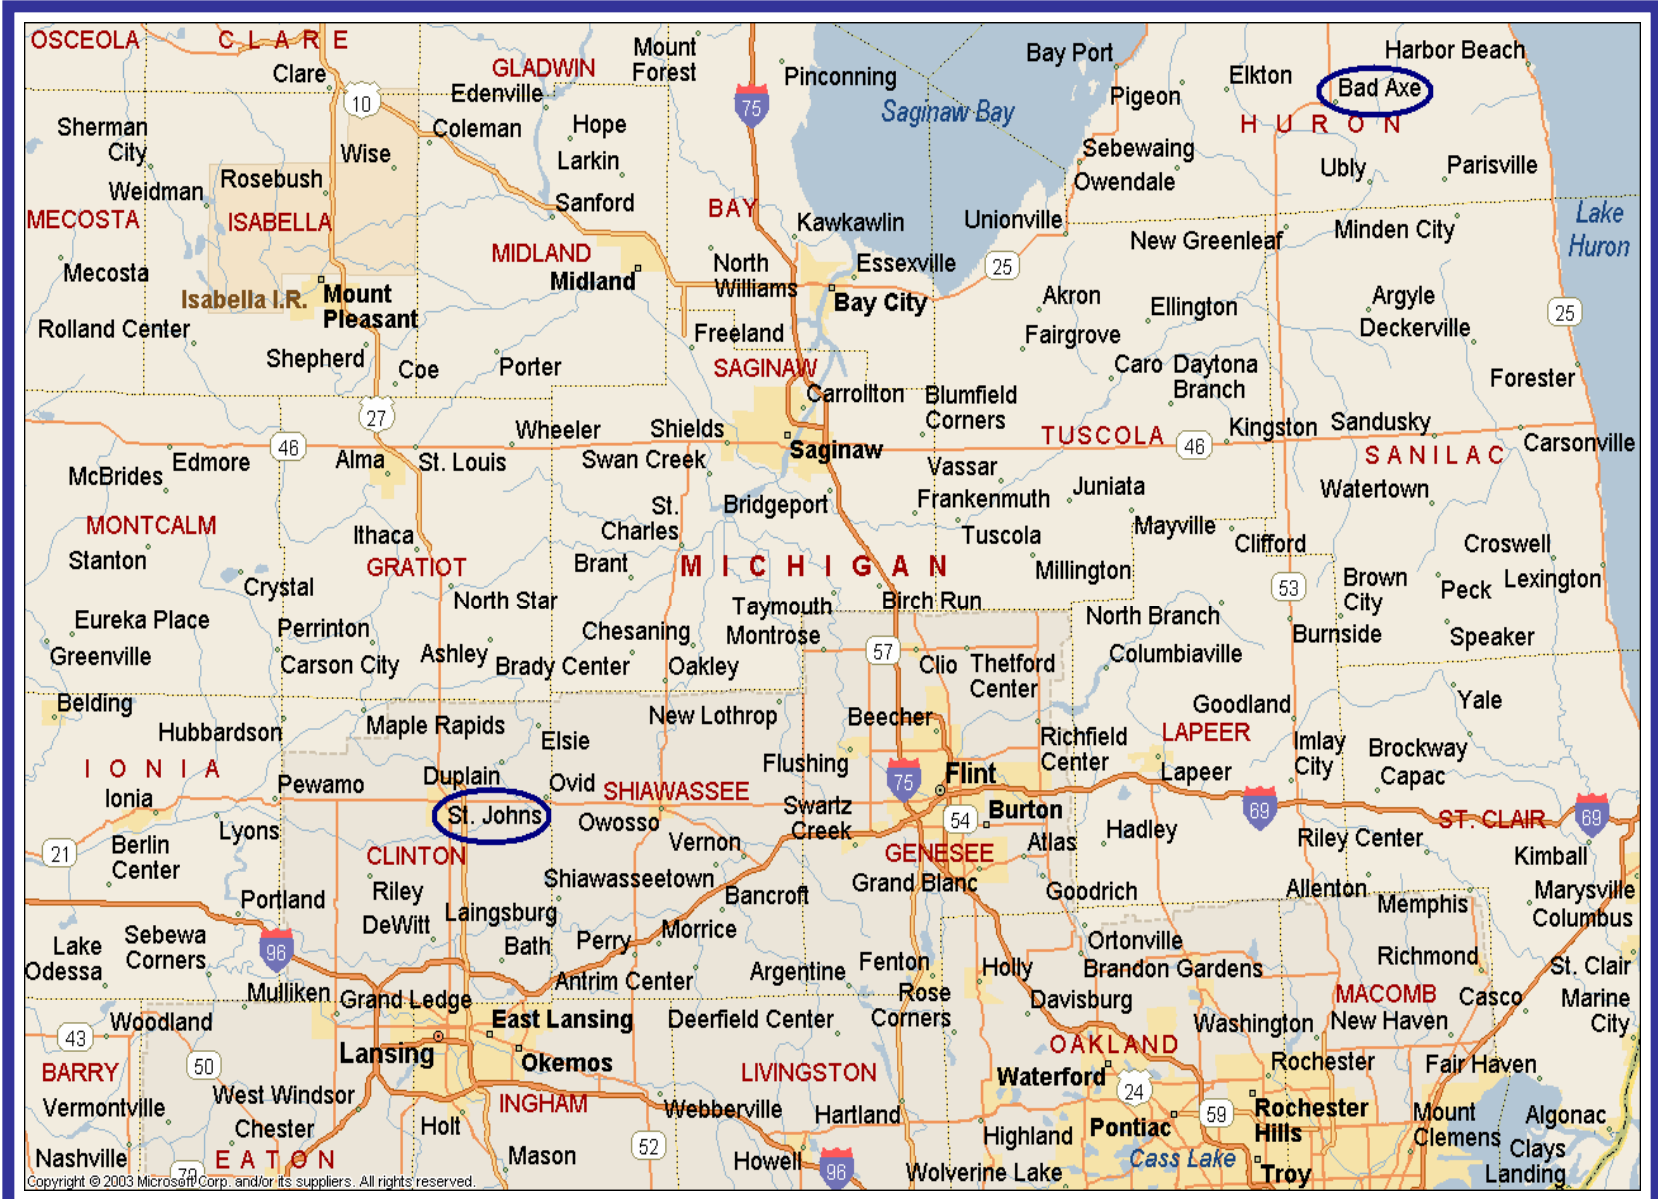 OSCEOLA
CLARE
Clare
GLADWIN
Edenville
Mount
Forest
75
Pinconning
Saginaw Bay
Bay Port
Harbor Beach
Elkton
Bad Axe
Pigeon
HURON
10
Coleman
Hope
Larkin
Sherman
City
Wise
Weidman
Rosebush
Sanford
Sebewaing
Owendale
Ubly
Parisville
MECOSTA
ISABELLA
BAY
Kawkawlin
Unionville
New Greenleaf
Minden City
Lake
Huron
MIDLAND
Midland
North
Williams
Essexville
25
Mecosta
Isabella I.R.
Mount
Pleasant
Bay City
Akron
Ellington
Argyle
Deckerville
25
Rolland Center
Freeland
Fairgrove
Shepherd
Coe
Porter
SAGINAW
Caro
Daytona
Branch
Forester
Carrollton
Blumfield
Corners
27
Wheeler
Shields
TUSCOLA
46
Kingston
Sandusky
Carsonville
46
Edmore
Alma
St. Louis
Swan Creek
Saginaw
Vassar
SANILAC
McBrides
Frankenmuth
Juniata
Watertown
MONTCALM
St.
Charles
Bridgeport
Tuscola
Mayville
Clifford
Croswell
Stanton
Ithaca
GRATIOT
Brant
MICHIGAN
Millington
53
Brown
City
Peck
Lexington
Crystal
North Star
Taymouth
Birch Run
North Branch
Eureka Place
Perrinton
Chesaning
Montrose
Burnside
Speaker
Greenville
Carson City
Ashley
Brady Center
Oakley
57
Clio
Thetford
Center
Columbiaville
Belding
Goodland
Yale
Hubbardson
Maple Rapids
Elsie
New Lothrop
Beecher
Richfield
Center
LAPEER
Imlay
City
Brockway
Capac
IONIA
Pewamo
Duplain
Ovid
Flushing
75
Flint
Lapeer
Ionia
St. Johns
SHIAWASSEE
Owosso
Swartz
Creek
54
Burton
69
ST. CLAIR
69
Lyons
Vernon
Atlas
Hadley
Riley Center
21
Berlin
Center
CLINTON
GENESEE
Kimball
Portland
Riley
Shiawasseetown
Bancroft
Grand Blanc
Goodrich
Allenton
Memphis
Marysville
Columbus
DeWitt
Laingsburg
Lake
Odessa
Sebewa
Corners
96
Bath
Perry
Morrice
Ortonville
Richmond
Antrim Center
Argentine
Fenton
Holly
Brandon Gardens
St. Clair
Mulliken
Grand Ledge
Rose
Corners
Davisburg
MACOMB
Casco
Marine
City
Woodland
East Lansing
Deerfield Center
Washington
New Haven
43
Lansing
Okemos
OAKLAND
Rochester
Fair Haven
BARRY
50
LIVINGSTON
Waterford
24
West Windsor
INGHAM
Webberville
Hartland
59
Rochester
Hills
Mount
Clemens
Algonac
Vermontville
Chester
Holt
Highland
Pontiac
Nashville
EATON
Mason
52
Howell
96
Wolverine Lake
Cass Lake
Troy
Clays
Landing
Copyright © 2003 Microsoft Corp. and/or its suppliers. All rights reserved.